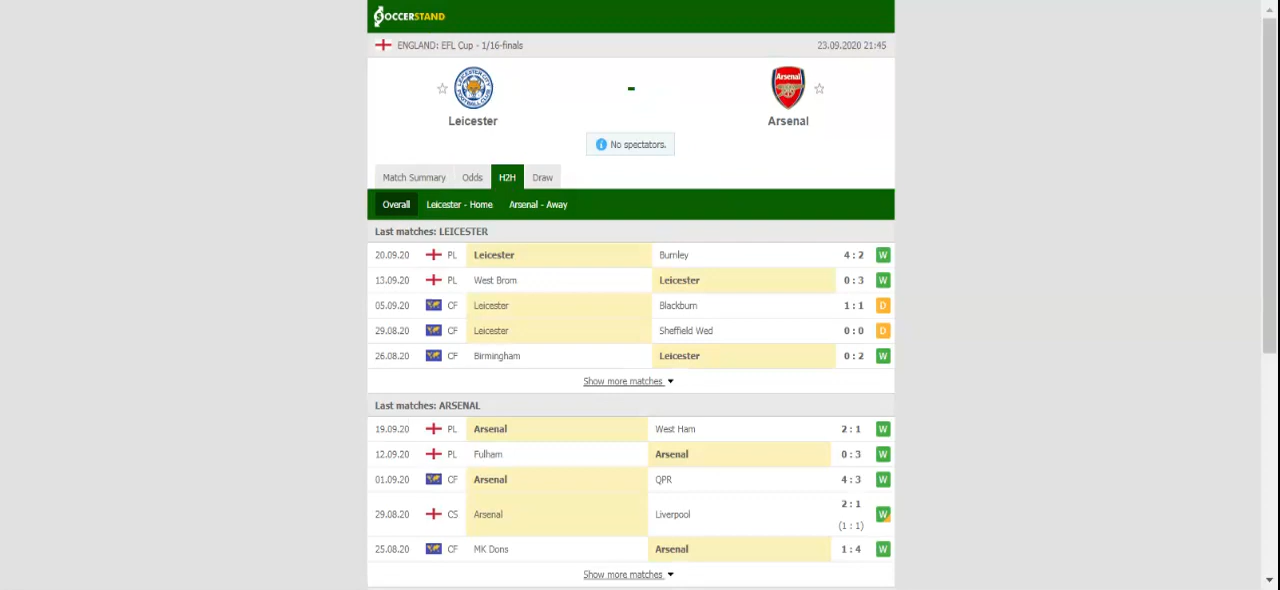 SOCCERSTAND
ENGLAND: EFL Cup - 1/16-finals 23.09.2020 21:45
Leicester - Arsenal
No spectators.
Match Summary Odds H2H Draw
Overall Leicester - Home Arsenal - Away
Last matches: LEICESTER
20.09.20 PL Leicester Burnley 4 : 2 W
13.09.20 PL West Brom Leicester 0 : 3 W
05.09.20 CF Leicester Blackburn 1 : 1 D
29.08.20 CF Leicester Sheffield Wed 0 : 0 D
26.08.20 CF Birmingham Leicester 0 : 2 W
Show more matches
Last matches: ARSENAL
19.09.20 PL Arsenal West Ham 2 : 1 W
12.09.20 PL Fulham Arsenal 0 : 3 W
01.09.20 CF Arsenal QPR 4 : 3 W
29.08.20 CS Arsenal Liverpool 2 : 1 (1 : 1) W
25.08.20 CF MK Dons Arsenal 1 : 4 W
Show more matches